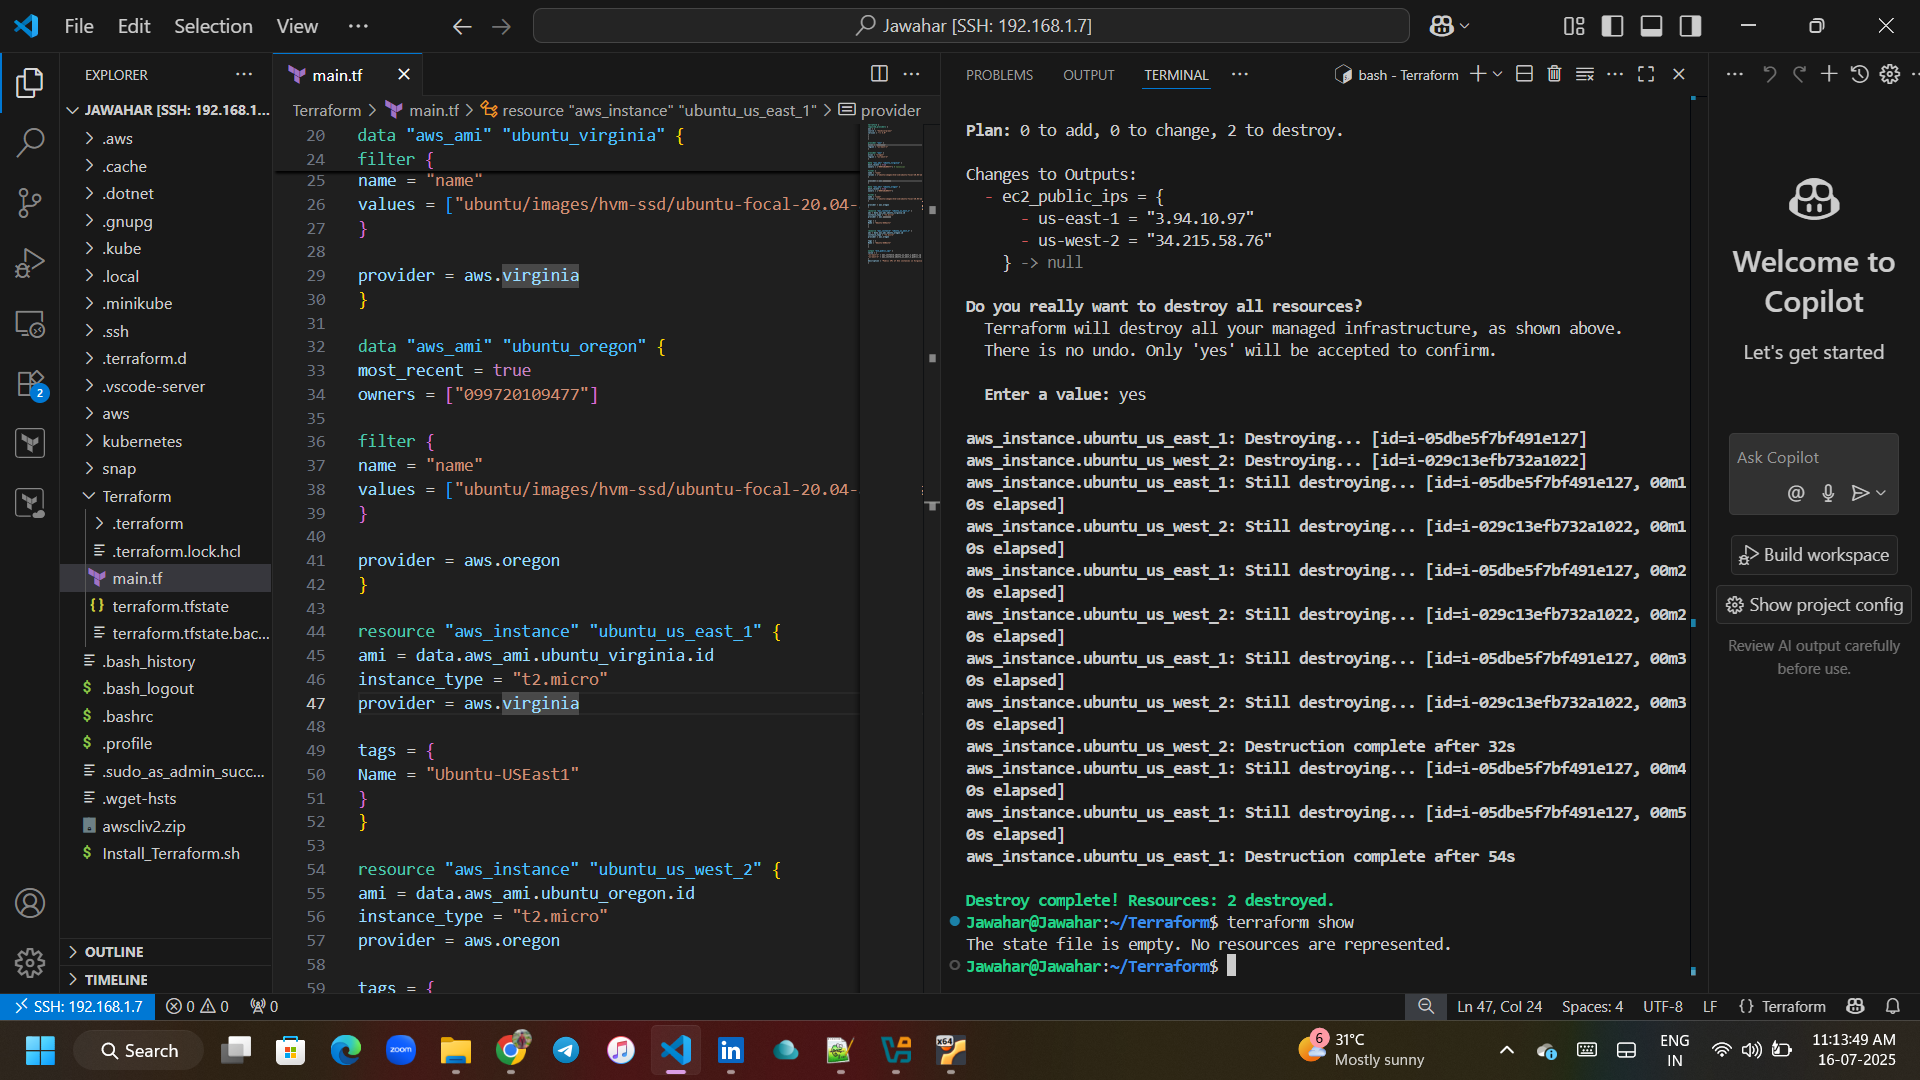 File
Edit
Selection
View
Jawahar [SSH: 192.168.1.7]
EXPLORER
JAWAHAR [SSH: 192.168.1...
.aws
.cache
.dotnet
.gnupg
.kube
.local
.minikube
.ssh
.terraform.d
.vscode-server
aws
kubernetes
snap
Terraform
.terraform
.terraform.lock.hcl
main.tf
terraform.tfstate
terraform.tfstate.bac...
.bash_history
.bash_logout
$ .bashrc
$ .profile
.sudo_as_admin_succ...
.wget-hsts
awscliv2.zip
$ Install_Terraform.sh
OUTLINE
TIMELINE
2
main.tf
Terraform > main.tf > resource "aws_instance" "ubuntu_us_east_1" > provider
20 data "aws_ami" "ubuntu_virginia" {
24 filter {
25 name = "name"
26 values = ["ubuntu/images/hvm-ssd/ubuntu-focal-20.04-
27 }
28
29 provider = aws.virginia
30 }
31
32 data "aws_ami" "ubuntu_oregon" {
33 most_recent = true
34 owners = ["099720109477"]
35
36 filter {
37 name = "name"
38 values = ["ubuntu/images/hvm-ssd/ubuntu-focal-20.04-
39 }
40
41 provider = aws.oregon
42 }
43
44 resource "aws_instance" "ubuntu_us_east_1" {
45 ami = data.aws_ami.ubuntu_virginia.id
46 instance_type = "t2.micro"
47 provider = aws.virginia
48
49 tags = {
50 Name = "Ubuntu-USEast1"
51 }
52 }
53
54 resource "aws_instance" "ubuntu_us_west_2" {
55 ami = data.aws_ami.ubuntu_oregon.id
56 instance_type = "t2.micro"
57 provider = aws.oregon
58
59 tags = {
PROBLEMS OUTPUT TERMINAL
bash - Terraform
Plan: 0 to add, 0 to change, 2 to destroy.
Changes to Outputs:
- ec2_public_ips = {
- us-east-1 = "3.94.10.97"
- us-west-2 = "34.215.58.76"
} -> null
Do you really want to destroy all resources?
Terraform will destroy all your managed infrastructure, as shown above.
There is no undo. Only 'yes' will be accepted to confirm.
Enter a value: yes
aws_instance.ubuntu_us_east_1: Destroying... [id=i-05dbe5f7bf491e127]
aws_instance.ubuntu_us_west_2: Destroying... [id=i-029c13efb732a1022]
aws_instance.ubuntu_us_east_1: Still destroying... [id=i-05dbe5f7bf491e127, 00m1
0s elapsed]
aws_instance.ubuntu_us_west_2: Still destroying... [id=i-029c13efb732a1022, 00m1
0s elapsed]
aws_instance.ubuntu_us_east_1: Still destroying... [id=i-05dbe5f7bf491e127, 00m2
0s elapsed]
aws_instance.ubuntu_us_west_2: Still destroying... [id=i-029c13efb732a1022, 00m2
0s elapsed]
aws_instance.ubuntu_us_east_1: Still destroying... [id=i-05dbe5f7bf491e127, 00m3
0s elapsed]
aws_instance.ubuntu_us_west_2: Still destroying... [id=i-029c13efb732a1022, 00m3
0s elapsed]
aws_instance.ubuntu_us_west_2: Destruction complete after 32s
aws_instance.ubuntu_us_east_1: Still destroying... [id=i-05dbe5f7bf491e127, 00m4
0s elapsed]
aws_instance.ubuntu_us_east_1: Still destroying... [id=i-05dbe5f7bf491e127, 00m5
0s elapsed]
aws_instance.ubuntu_us_east_1: Destruction complete after 54s
Destroy complete! Resources: 2 destroyed.
Jawahar@Jawahar:~/Terraform$ terraform show
The state file is empty. No resources are represented.
Jawahar@Jawahar:~/Terraform$
Welcome to
Copilot
Let's get started
Ask Copilot
Build workspace
Show project config
Review AI output carefully
before use.
SSH: 192.168.1.7
0 0 0
Ln 47, Col 24 Spaces: 4 UTF-8 LF {} Terraform
Search
zoom
in
x64
6
31°C
Mostly sunny
ENG
IN
11:13:49 AM
16-07-2025